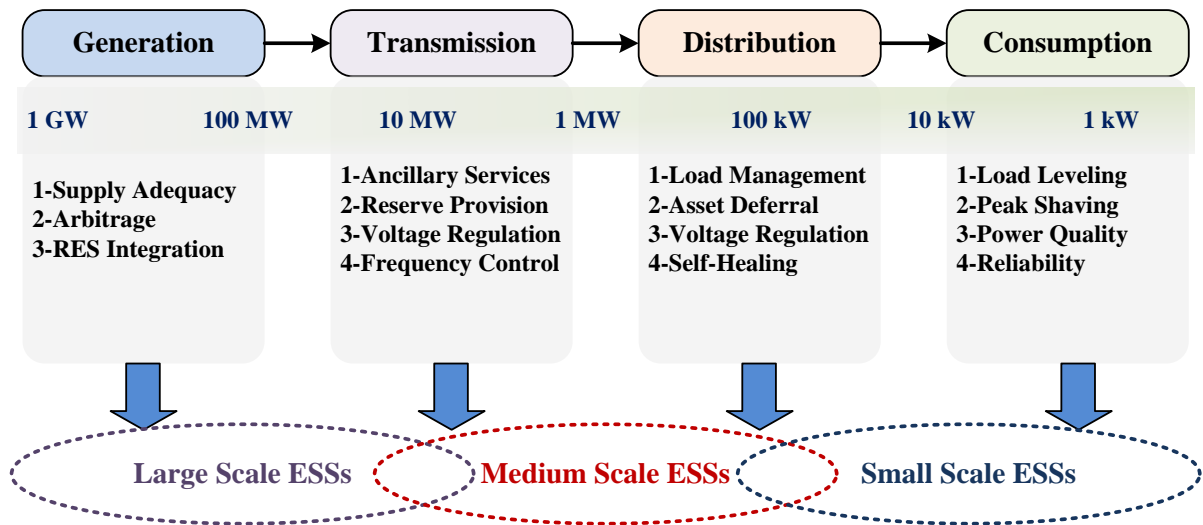 Generation
Transmission
Distribution
Consumption
1 GW
100 MW
10 MW
1 MW
100 kW
10 kW
1 kW
1-Supply Adequacy
2-Arbitrage
3-RES Integration
1-Ancillary Services
2-Reserve Provision
3-Voltage Regulation
4-Frequency Control
1-Load Management
2-Asset Deferral
3-Voltage Regulation
4-Self-Healing
1-Load Leveling
2-Peak Shaving
3-Power Quality
4-Reliability
Large Scale ESSs
Medium Scale ESSs
Small Scale ESSs